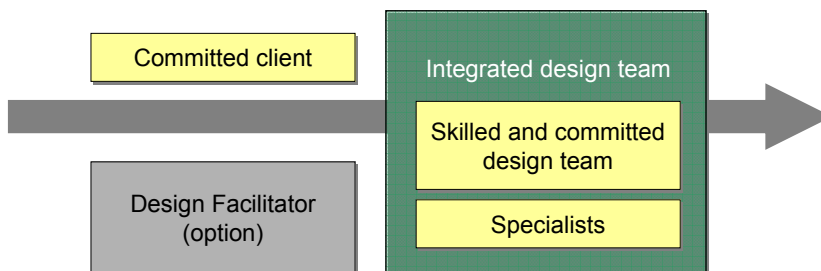 Committed client
Integrated design team
Skilled and committed
design team
Design Facilitator
(option)
Specialists